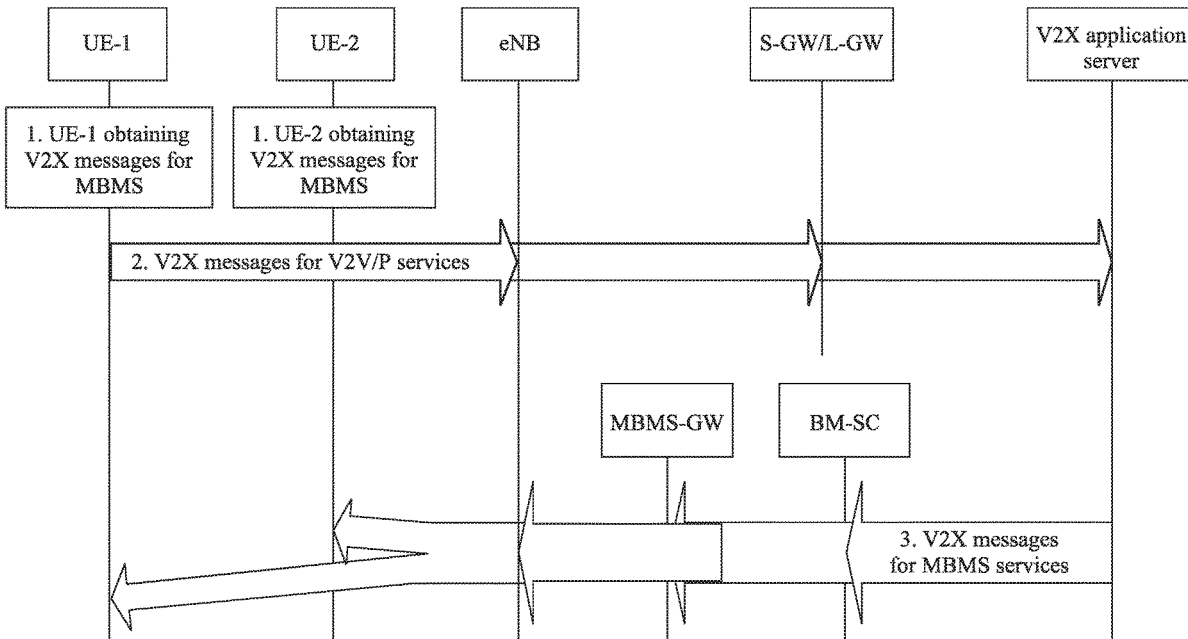 UE-1
UE-2
eNB
S-GW/L-GW
V2X application
server
1. UE-1 obtaining
V2X messages for
MBMS
1. UE-2 obtaining
V2X messages for
MBMS
2. V2X messages for V2V/P services
MBMS-GW
BM-SC
3. V2X messages
for MBMS services